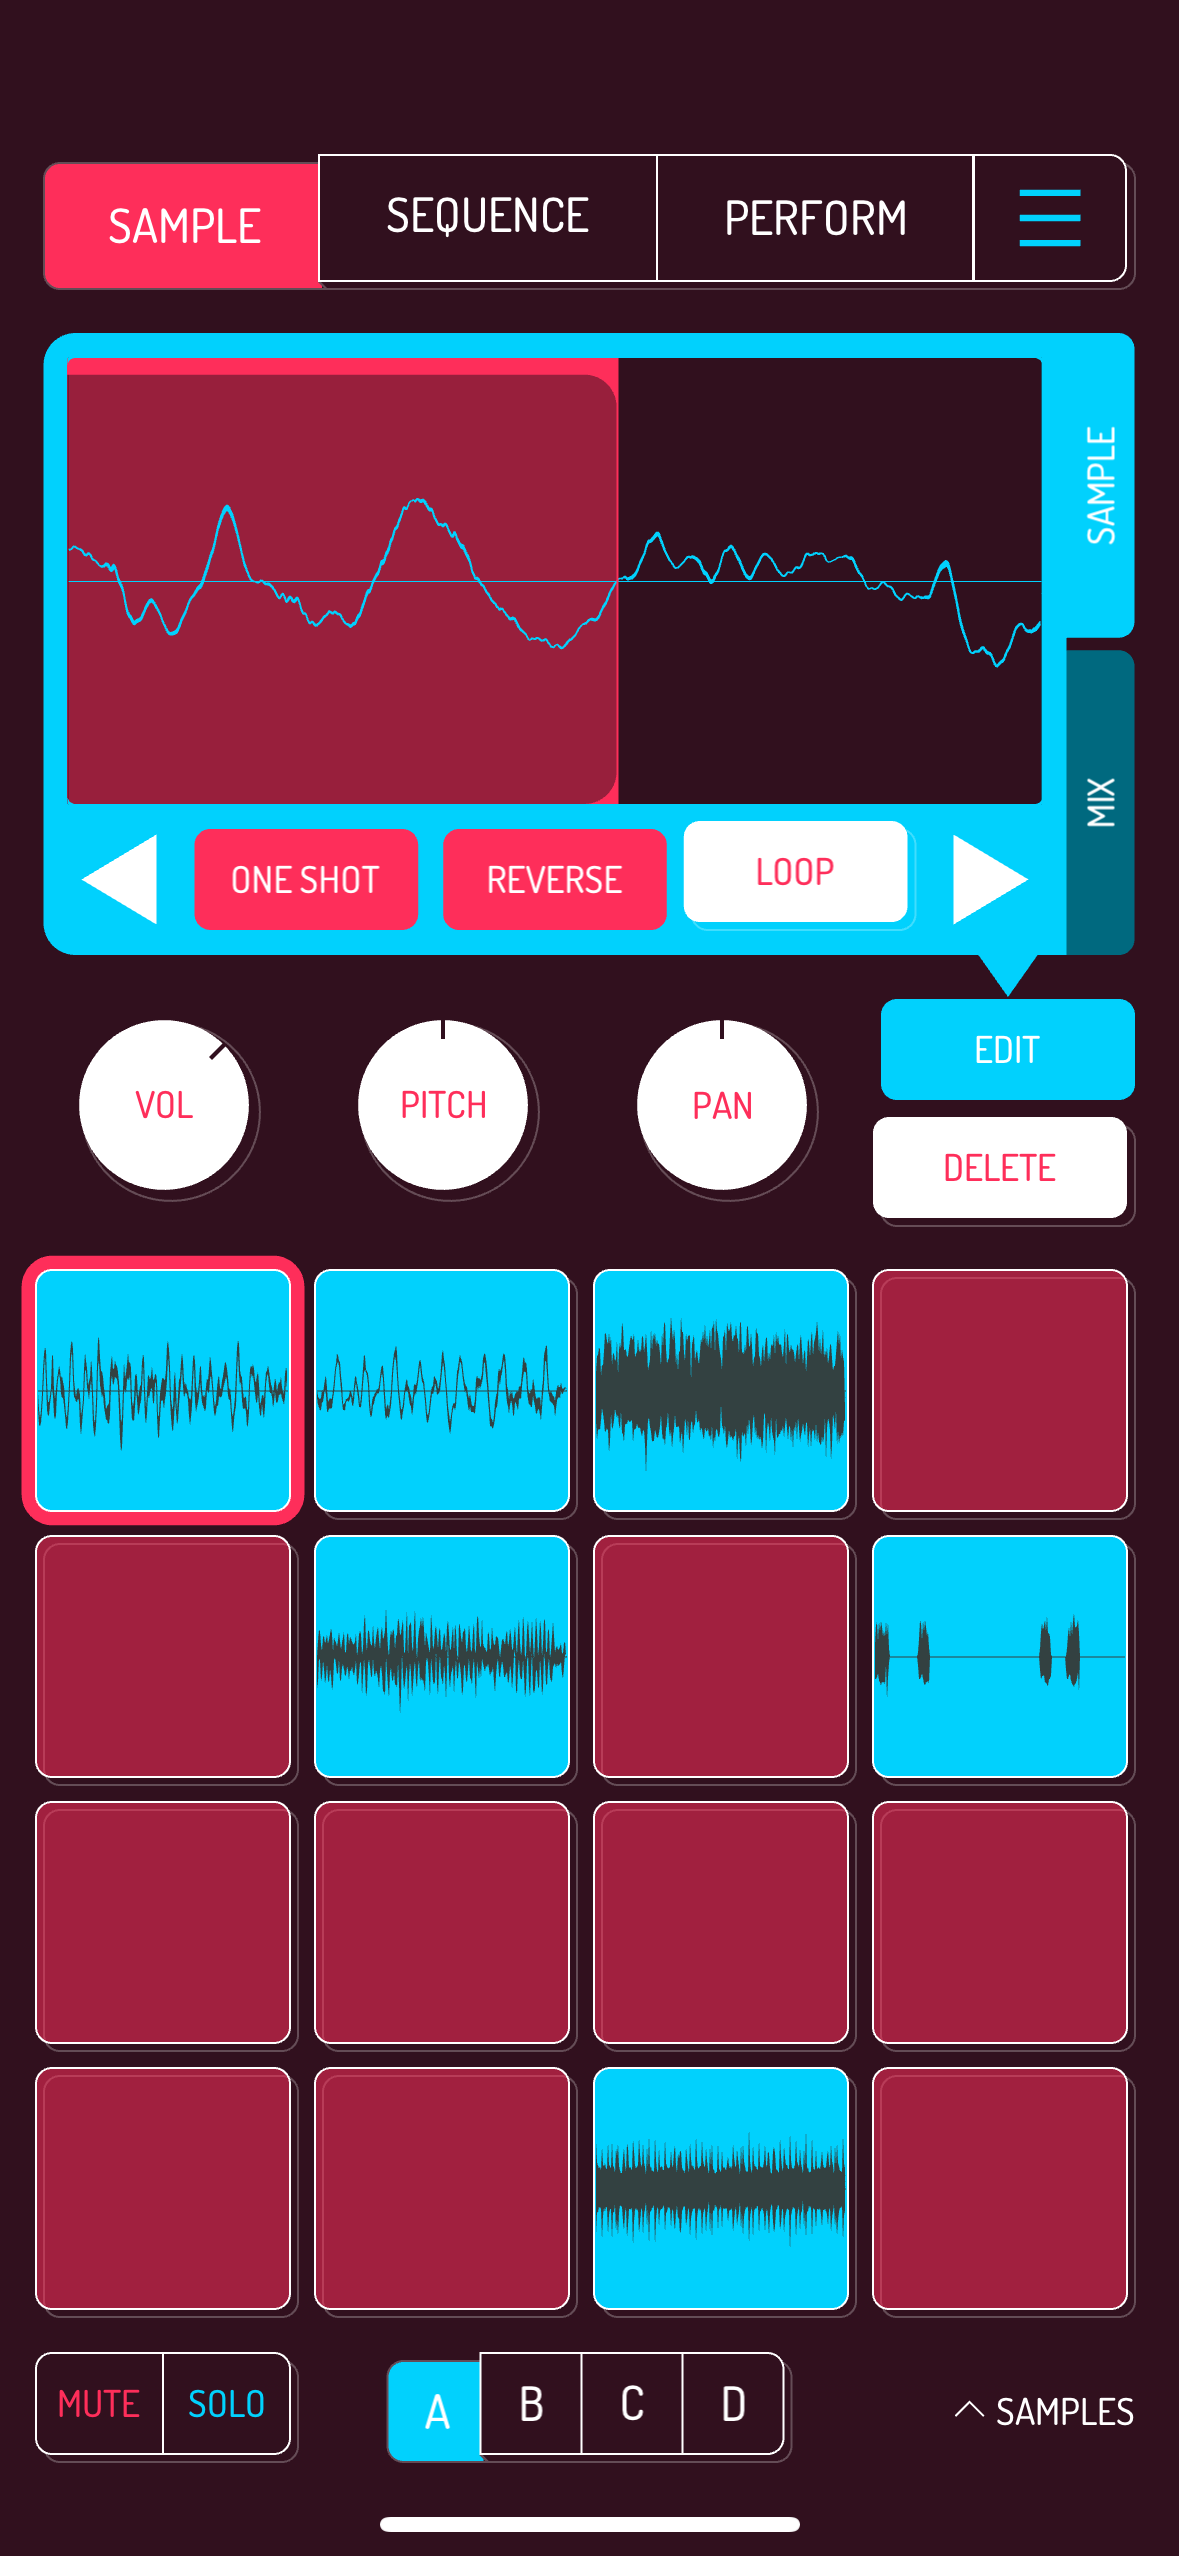 SAMPLE
SEQUENCE
PERFORM
SAMPLE
MIX
ONE SHOT
REVERSE
LOOP
VOL
PITCH
PAN
EDIT
DELETE
MUTE
SOLO
A
B
C
D
SAMPLES